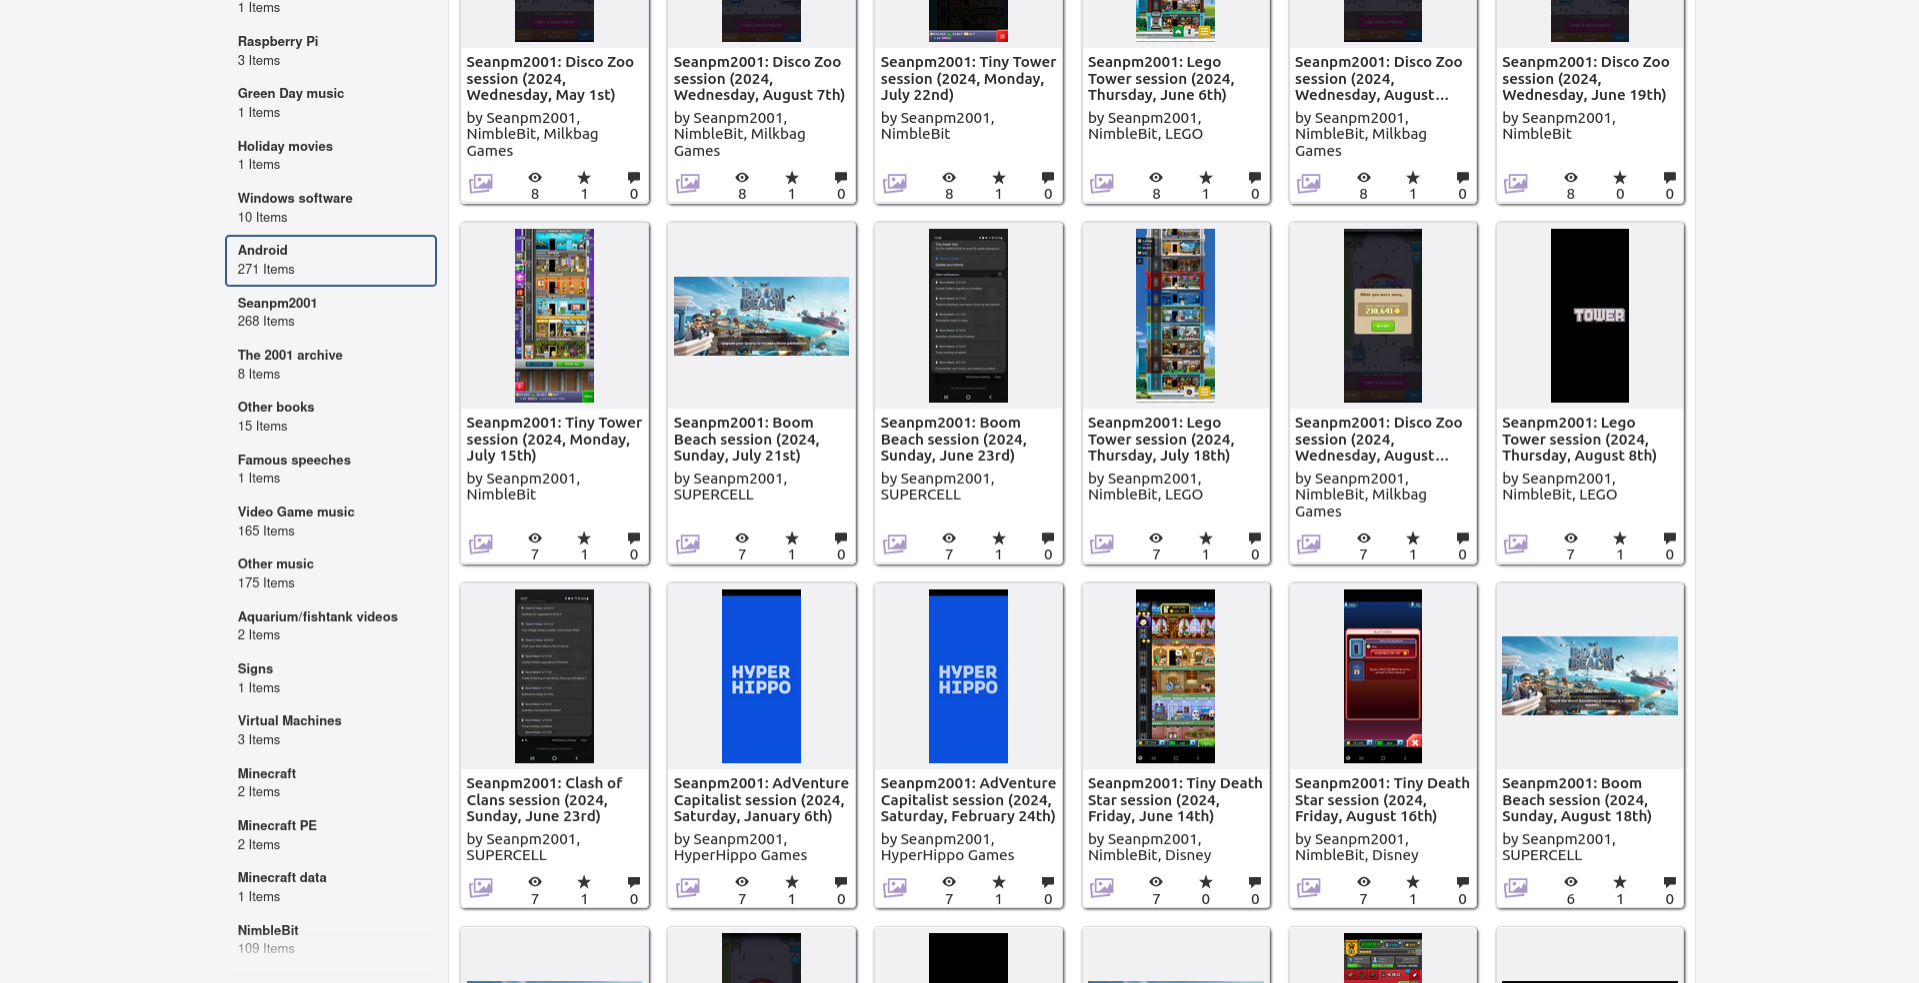 1 Items
Raspberry Pi
3 Items
Green Day music
1 Items
Holiday movies
1 Items
Windows software
10 Items
Android
271 Items
Seanpm2001
268 Items
The 2001 archive
8 Items
Other books
15 Items
Famous speeches
1 Items
Video Game music
165 Items
Other music
175 Items
Aquarium/fishtank videos
2 Items
Signs
1 Items
Virtual Machines
3 Items
Minecraft
2 Items
Minecraft PE
2 Items
Minecraft data
1 Items
NimbleBit
109 Items
Seanpm2001: Disco Zoo
session (2024,
Wednesday, May 1st)
by Seanpm2001,
NimbleBit, Milkbag
Games
8 1 0
Seanpm2001: Disco Zoo
session (2024,
Wednesday, August 7th)
by Seanpm2001,
NimbleBit, Milkbag
Games
8 1 0
Seanpm2001: Tiny Tower
session (2024, Monday,
July 22nd)
by Seanpm2001,
NimbleBit
8 1 0
Seanpm2001: Lego
Tower session (2024,
Thursday, June 6th)
by Seanpm2001,
NimbleBit, LEGO
8 1 0
Seanpm2001: Disco Zoo
session (2024,
Wednesday, August...
by Seanpm2001,
NimbleBit, Milkbag
Games
8 1 0
Seanpm2001: Disco Zoo
session (2024,
Wednesday, June 19th)
by Seanpm2001,
NimbleBit
8 0 0
Seanpm2001: Tiny Tower
session (2024, Monday,
July 15th)
by Seanpm2001,
NimbleBit
7 1 0
BOOM
BEACH
Seanpm2001: Boom
Beach session (2024,
Sunday, July 21st)
by Seanpm2001,
SUPERCELL
7 1 0
Seanpm2001: Boom
Beach session (2024,
Sunday, June 23rd)
by Seanpm2001,
SUPERCELL
7 1 0
Seanpm2001: Lego
Tower session (2024,
Thursday, July 18th)
by Seanpm2001,
NimbleBit, LEGO
7 1 0
While you were away...
210,641
Seanpm2001: Disco Zoo
session (2024,
Wednesday, August...
by Seanpm2001,
NimbleBit, Milkbag
Games
7 1 0
TOWER
Seanpm2001: Lego
Tower session (2024,
Thursday, August 8th)
by Seanpm2001,
NimbleBit, LEGO
7 1 0
Seanpm2001: Clash of
Clans session (2024,
Sunday, June 23rd)
by Seanpm2001,
SUPERCELL
7 1 0
HYPER
HIPPO
Seanpm2001: AdVenture
Capitalist session (2024,
Saturday, January 6th)
by Seanpm2001,
HyperHippo Games
7 1 0
HYPER
HIPPO
Seanpm2001: AdVenture
Capitalist session (2024,
Saturday, February 24th)
by Seanpm2001,
HyperHippo Games
7 1 0
Seanpm2001: Tiny Death
Star session (2024,
Friday, June 14th)
by Seanpm2001,
NimbleBit, Disney
7 0 0
Seanpm2001: Tiny Death
Star session (2024,
Friday, August 16th)
by Seanpm2001,
NimbleBit, Disney
7 1 0
BOOM
BEACH
Seanpm2001: Boom
Beach session (2024,
Sunday, August 18th)
by Seanpm2001,
SUPERCELL
6 1 0